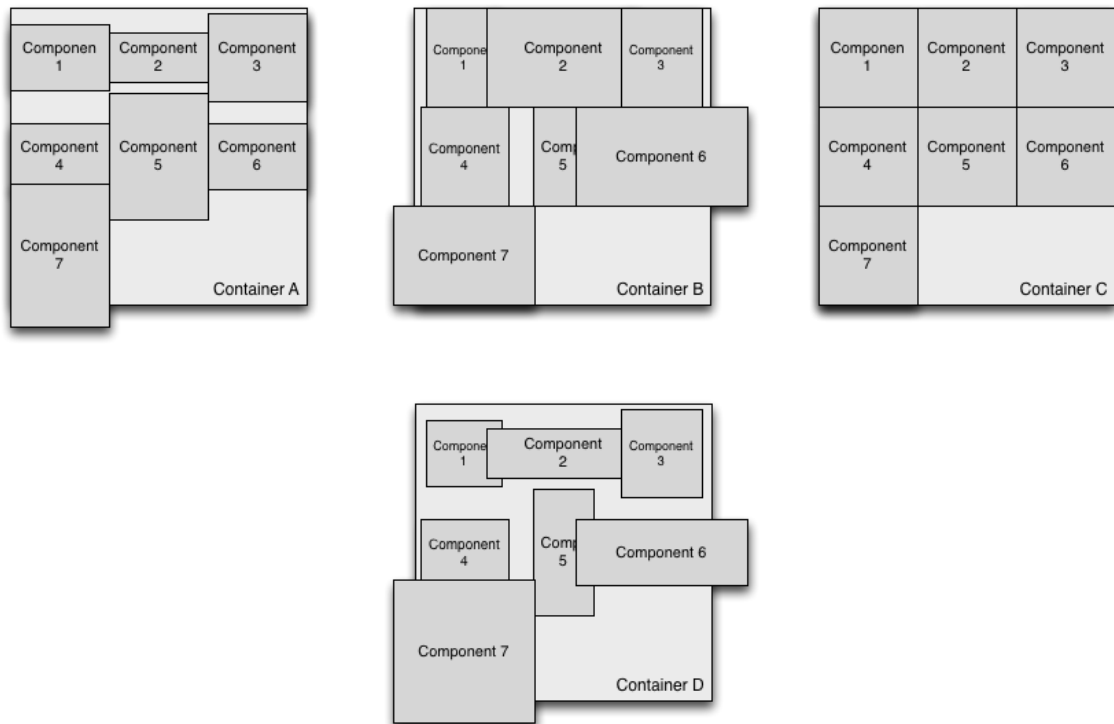 Componen
1
Component
2
Component
3
Component
4
Component
5
Component
6
Component
7
Container A
Compone
1
Component
2
Component
3
Component
4
Comp
5
Component 6
Component 7
Container B
Componen
1
Component
2
Component
3
Component
4
Component
5
Component
6
Component
7
Container C
Compone
1
Component
2
Component
3
Component
4
Comp
5
Component 6
Component 7
Container D